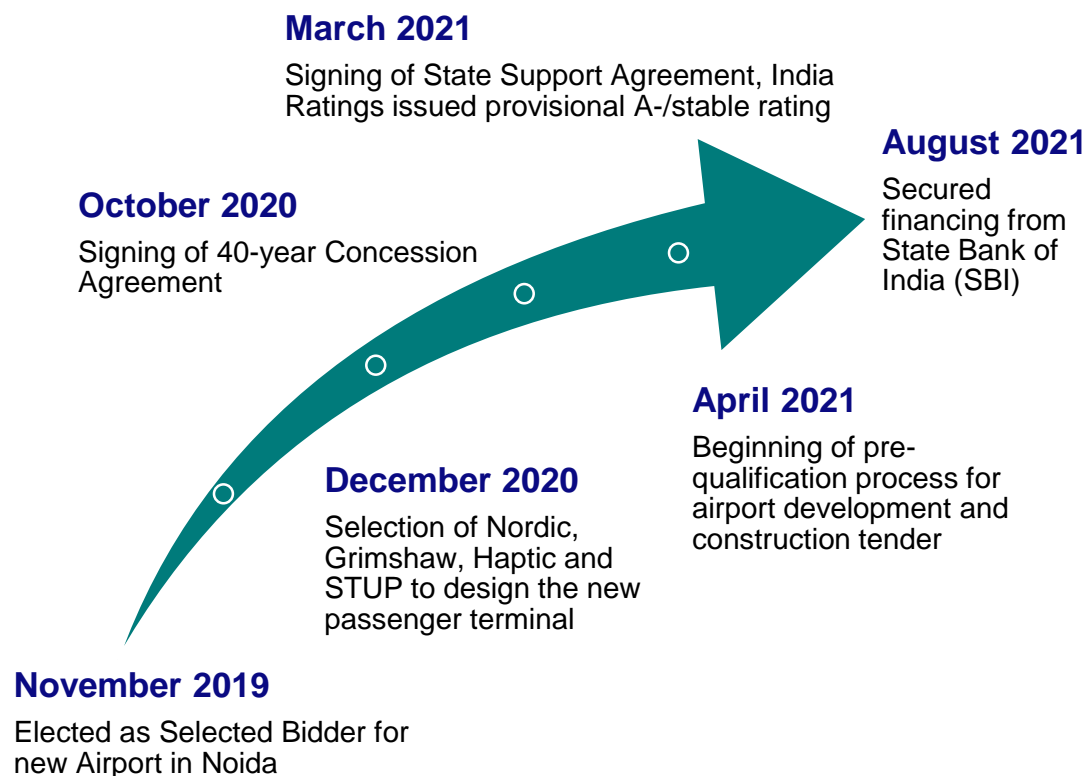 March 2021
Signing of State Support Agreement, India
Ratings issued provisional A-/stable rating
August 2021
Secured
financing from
State Bank of
India (SBI)
October 2020
Signing of 40-year Concession
Agreement
April 2021
Beginning of pre-
qualification process for
airport development and
construction tender
December 2020
Selection of Nordic,
Grimshaw, Haptic and
STUP to design the new
passenger terminal
November 2019
Elected as Selected Bidder for
new Airport in Noida